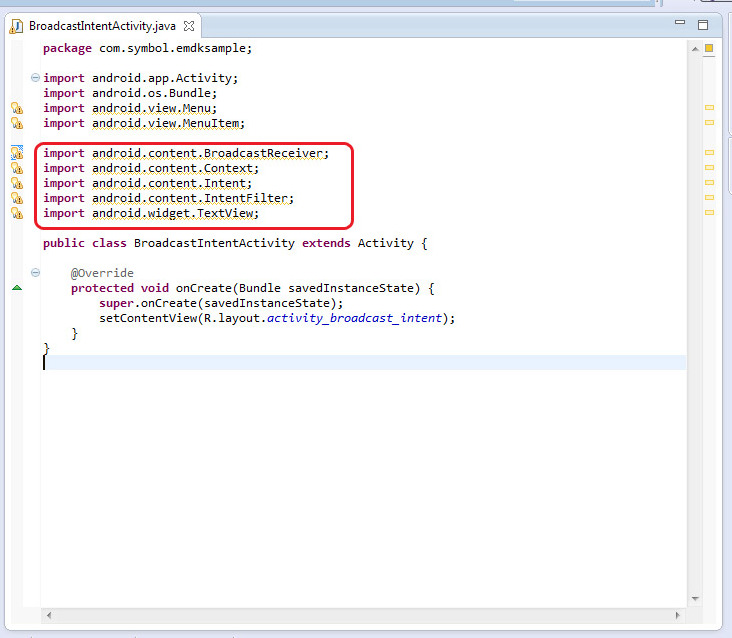 BroadcastIntentActivity.java
package com.symbol.emdksample;
import android.app.Activity;
import android.os.Bundle;
import android.view.Menu;
import android.view.MenuItem;
import android.content.BroadcastReceiver;
import android.content.Context;
import android.content.Intent;
import android.content.IntentFilter;
import android.widget.TextView;
public class BroadcastIntentActivity extends Activity {
@Override
protected void onCreate(Bundle savedInstanceState) {
super.onCreate(savedInstanceState);
setContentView(R.layout.activity_broadcast_intent);
}
}